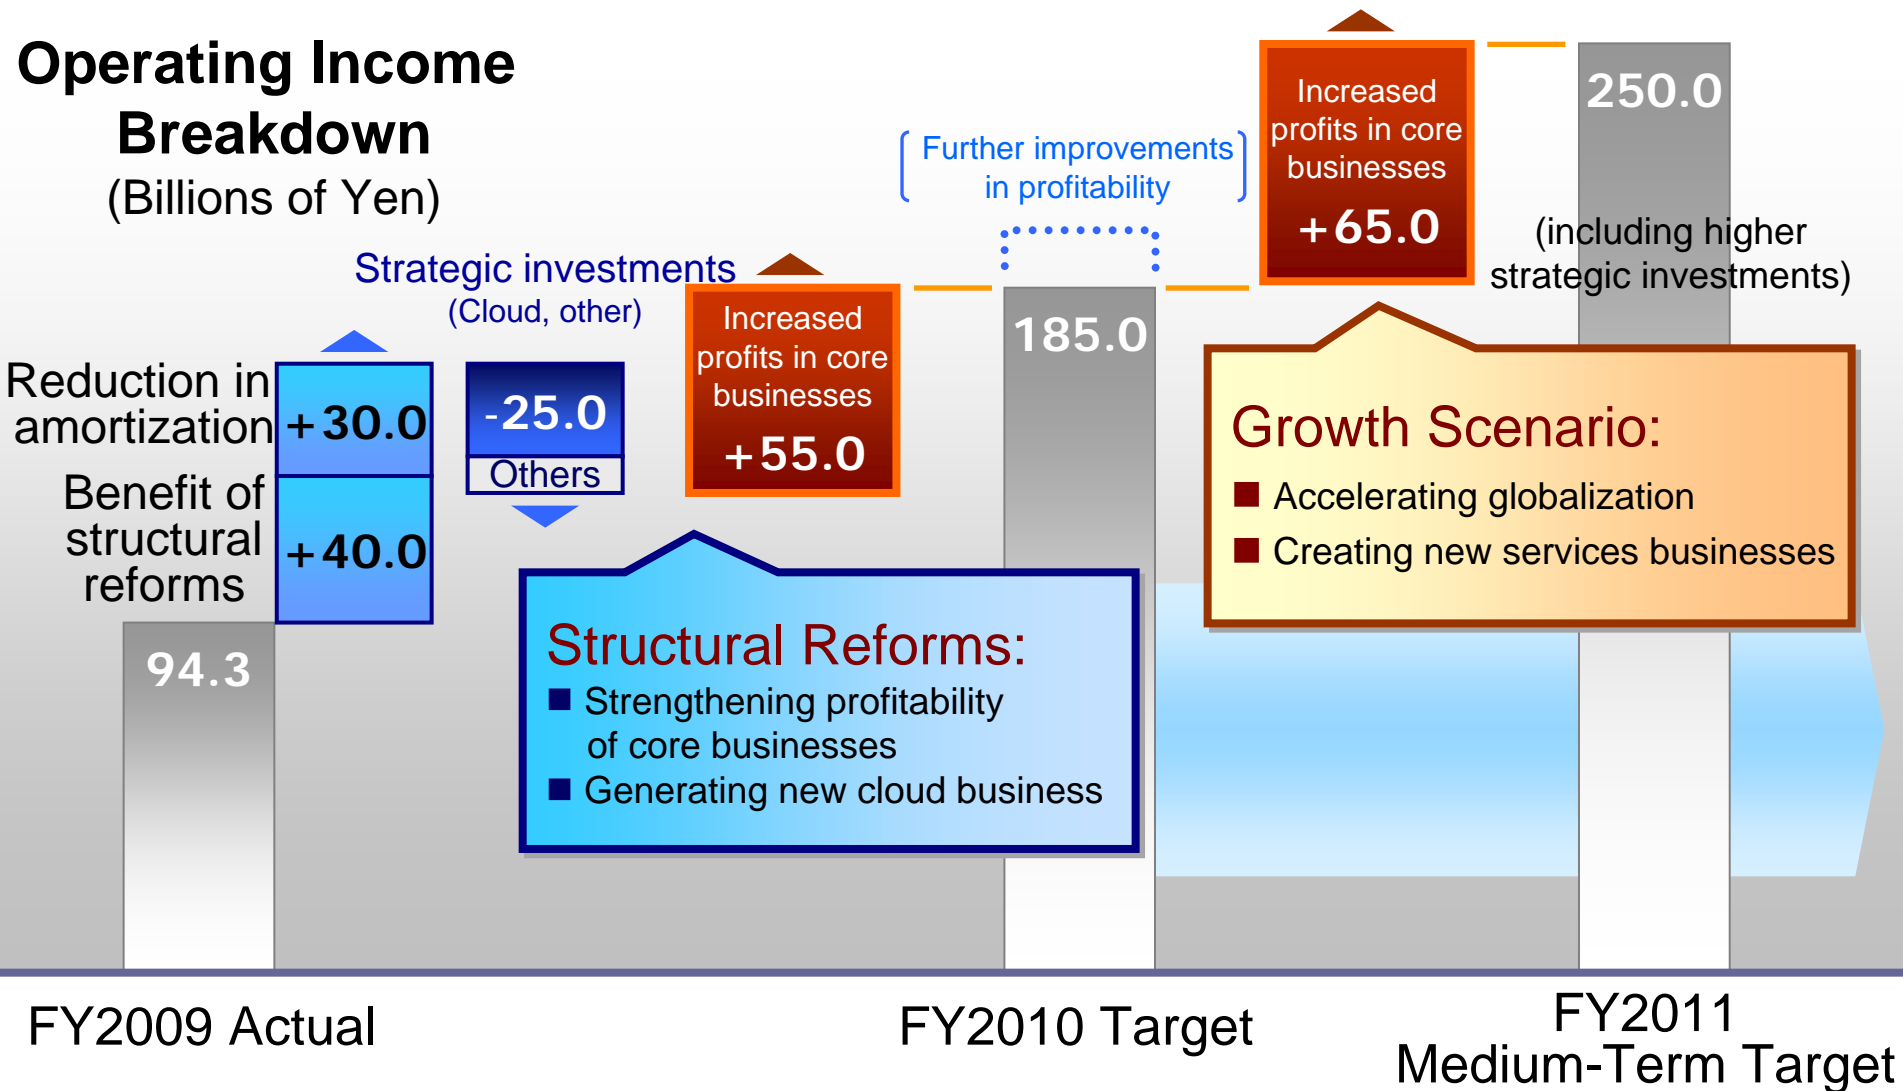 Operating Income
Breakdown
(Billions of Yen)
Reduction in
amortization
+30.0
Benefit of
structural
reforms
+40.0
94.3
Strategic investments
(Cloud, other)
-25.0
Others
Increased
profits in core
businesses
+55.0
Structural Reforms:
■ Strengthening profitability
of core businesses
■ Generating new cloud business
Further improvements
in profitability
185.0
Increased
profits in core
businesses
+65.0
250.0
(including higher
strategic investments)
Growth Scenario:
■ Accelerating globalization
■ Creating new services businesses
FY2009 Actual
FY2010 Target
FY2011
Medium-Term Target